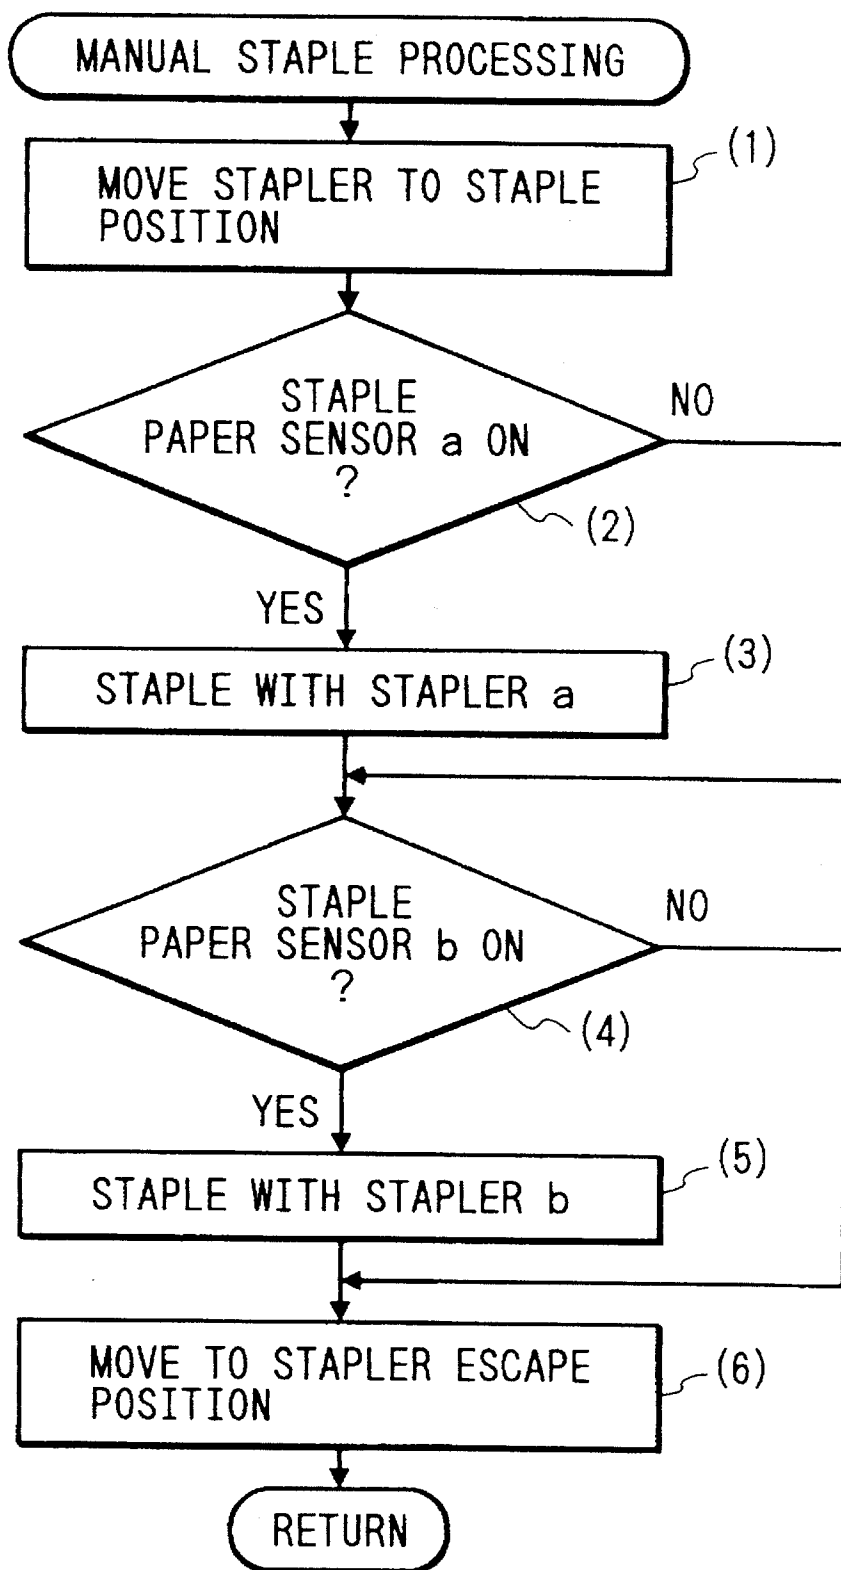 MANUAL STAPLE PROCESSING
(1)
MOVE STAPLER TO STAPLE
POSITION
STAPLE
PAPER SENSOR a ON
?
NO
(2)
YES
(3)
STAPLE WITH STAPLER a
STAPLE
PAPER SENSOR b ON
?
NO
(4)
YES
(5)
STAPLE WITH STAPLER b
MOVE TO STAPLER ESCAPE
POSITION
(6)
RETURN